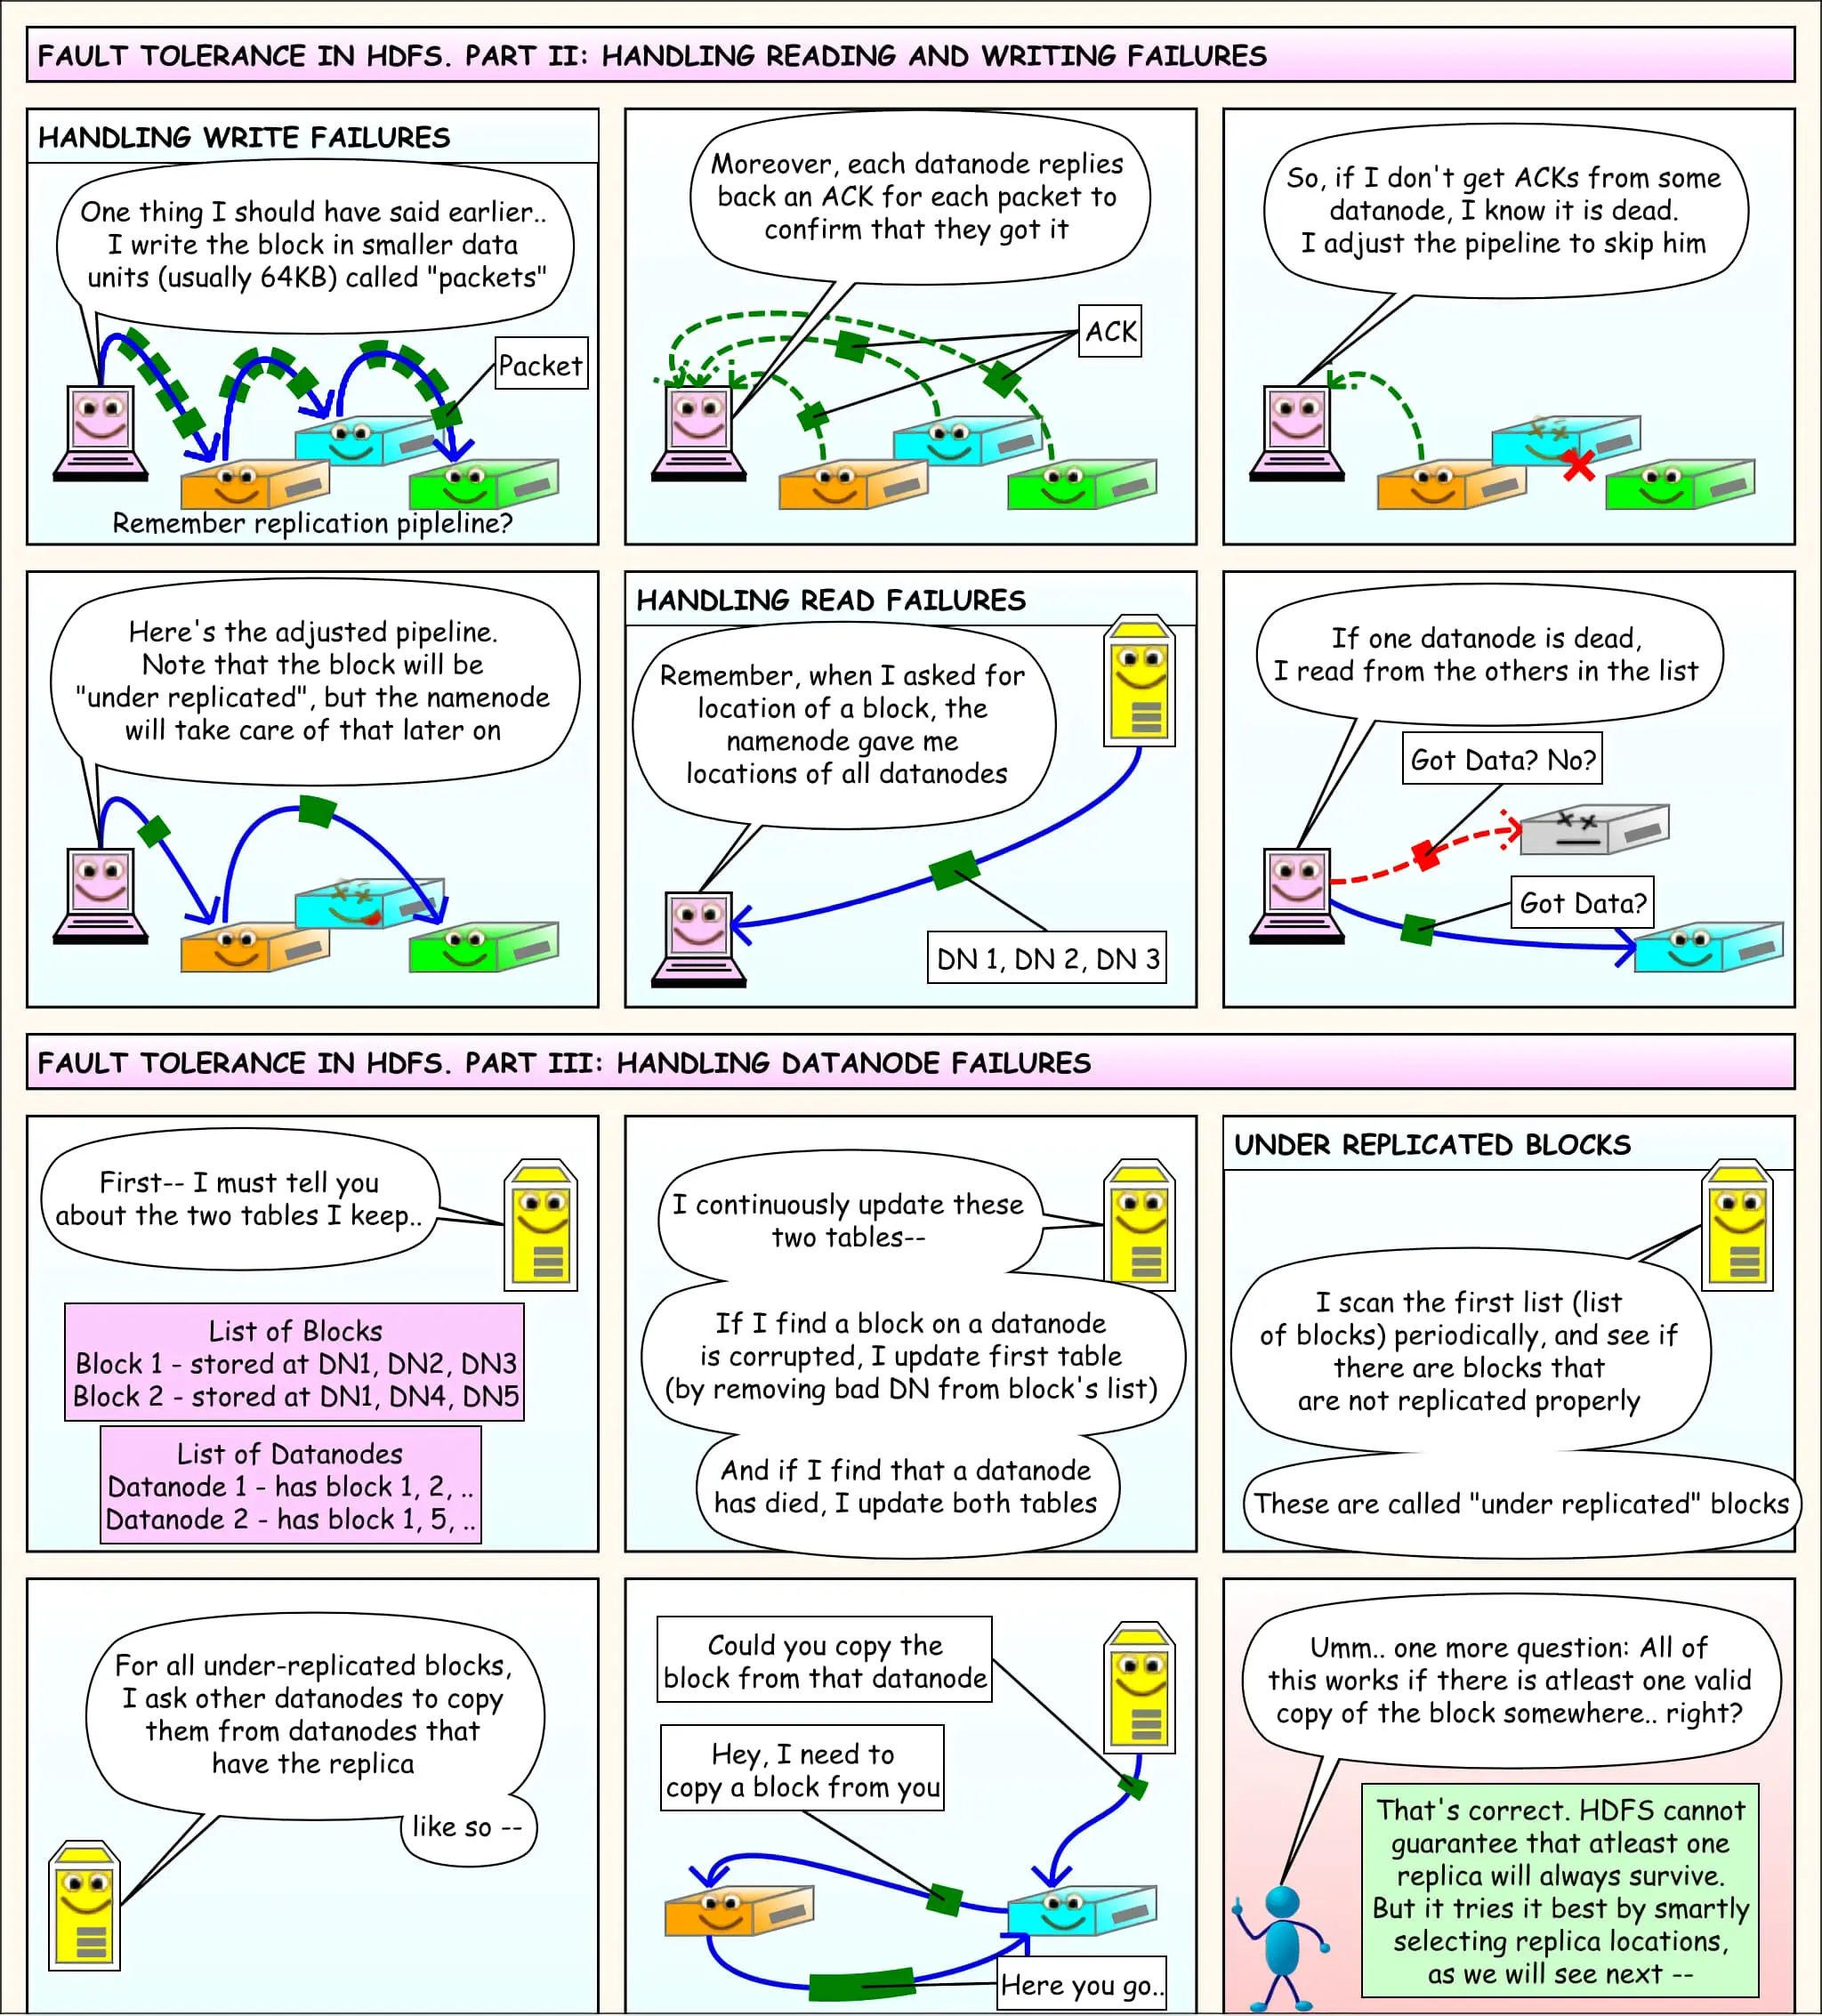 FAULT TOLERANCE IN HDFS. PART II: HANDLING READING AND WRITING FAILURES
HANDLING WRITE FAILURES
One thing I should have said earlier..
I write the block in smaller data
units (usually 64KB) called "packets"
Packet
Remember replication pipleline?
Moreover, each datanode replies
back an ACK for each packet to
confirm that they got it
ACK
So, if I don't get ACKs from some
datanode, I know it is dead.
I adjust the pipeline to skip him
Here's the adjusted pipeline.
Note that the block will be
"under replicated", but the namenode
will take care of that later on
HANDLING READ FAILURES
Remember, when I asked for
location of a block, the
namenode gave me
locations of all datanodes
DN 1, DN 2, DN 3
If one datanode is dead,
I read from the others in the list
Got Data? No?
Got Data?
FAULT TOLERANCE IN HDFS. PART III: HANDLING DATANODE FAILURES
First-- I must tell you
about the two tables I keep..
List of Blocks
Block 1 - stored at DN1, DN2, DN3
Block 2 - stored at DN1, DN4, DN5
List of Datanodes
Datanode 1 - has block 1, 2, ..
Datanode 2 - has block 1, 5, ..
I continuously update these
two tables--
If I find a block on a datanode
is corrupted, I update first table
(by removing bad DN from block's list)
And if I find that a datanode
has died, I update both tables
UNDER REPLICATED BLOCKS
I scan the first list (list
of blocks) periodically, and see if
there are blocks that
are not replicated properly
These are called "under replicated" blocks
For all under-replicated blocks,
I ask other datanodes to copy
them from datanodes that
have the replica
like so --
Could you copy the
block from that datanode
Hey, I need to
copy a block from you
Here you go..
Umm.. one more question: All of
this works if there is atleast one valid
copy of the block somewhere.. right?
That's correct. HDFS cannot
guarantee that atleast one
replica will always survive.
But it tries it best by smartly
selecting replica locations,
as we will see next --